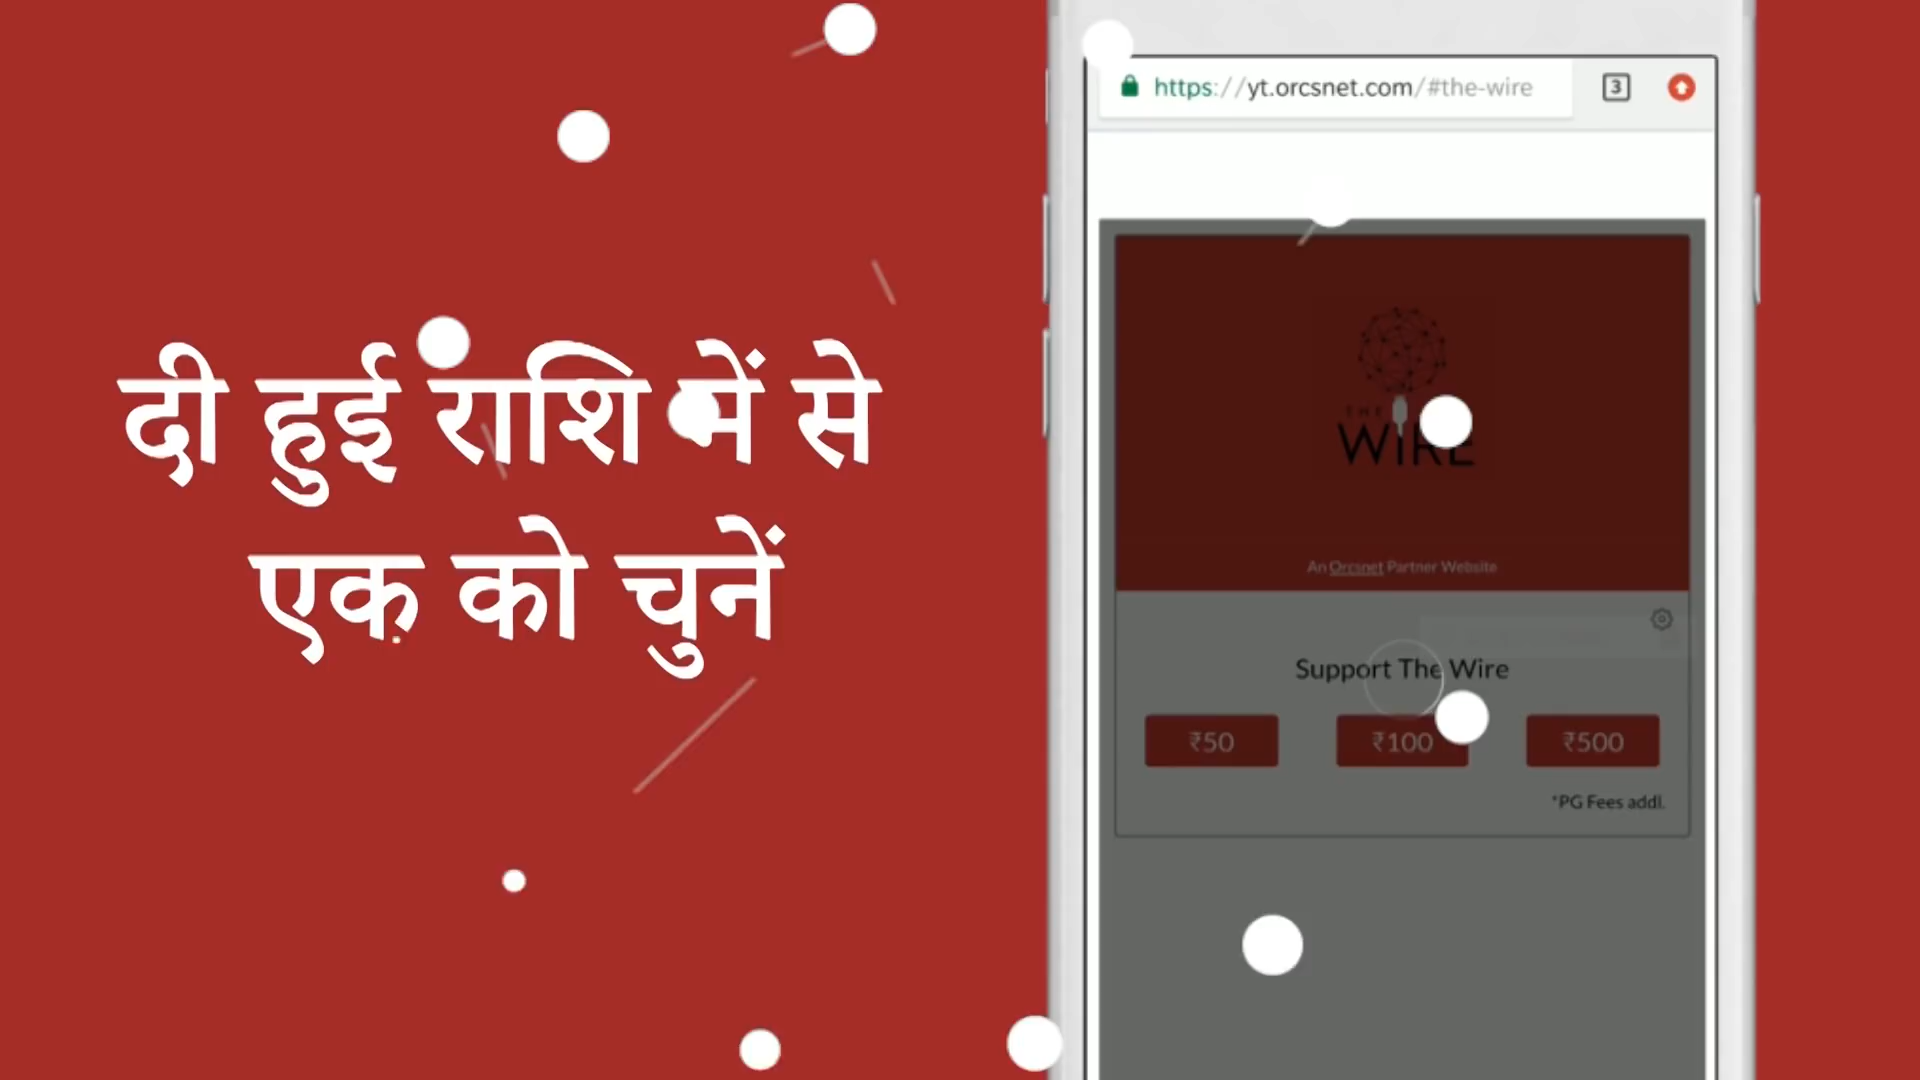 दी हुई राशि में से
एक को चुनें
https://yt.orcsnet.com/#the-wire
3
THE
WIRE
An Orcsnet Partner Website
Support The Wire
₹50
₹100
₹500
*PG Fees addl.